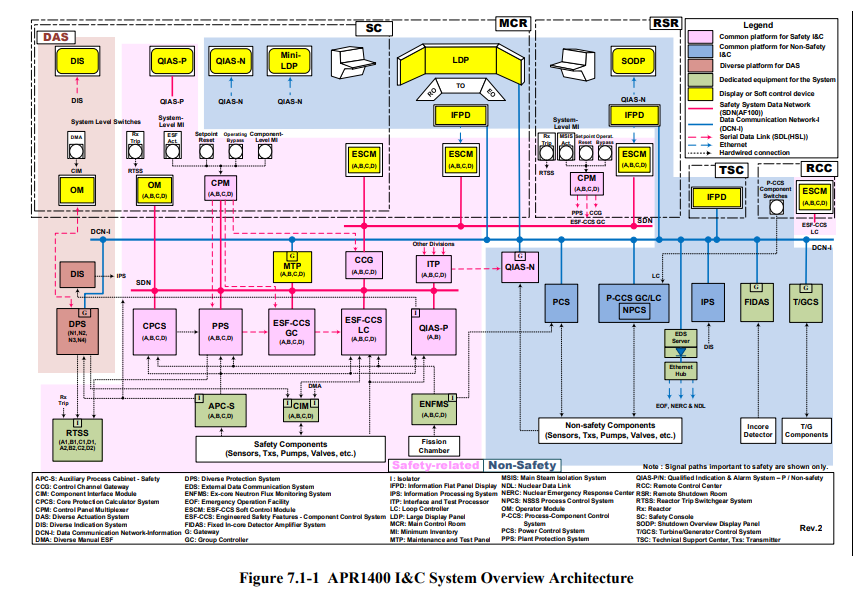 DAS
SC
MCR
RSR
DIS
QIAS-P
QIAS-N
Mini-
LDP
LDP
RO
TO
EO
IFPD
SODP
IFPD
DIS
QIAS-P
QIAS-N
QIAS-N
QIAS-N
System Level Switches
System-
Level MI
DMA
Rx
Trip
ESF
Act.
Setpoint
Reset
Operating
Bypass
Component-
Level MI
CIM
RTSS
OM
OM
(A,B,C,D)
CPM
(A,B,C,D)
ESCM
(A,B,C,D)
ESCM
(A,B,C,D)
System-
Level MI
Rx
Trip
MSIS
Act.
Setpoint
Reset
Operat.
Bypass
RTSS
CPM
(A,B,C,D)
ESCM
(A,B,C,D)
PPS
CCG
ESF-CCS GC
SDN
Legend
Common platform for Safety I&C
Common platform for Non-Safety
I&C
Diverse platform for DAS
Dedicated equipment for the System
Display or Soft control device
Safety System Data Network
(SDN(AF100))
Data Communication Network-I
(DCN-I)
Serial Data Link (SDL(HSL))
Ethernet
Hardwired connection
TSC
IFPD
RCC
P-CCS
Component
Switches
ESCM
(A,B,C,D)
ESF-CCS
LC
DCN-I
DCN-I
DIS
IPS
SDN
G
MTP
(A,B,C,D)
CCG
(A,B,C,D)
Other Divisions
ITP
(A,B,C,D)
G
QIAS-N
LC
G
DPS
(N1,N2,
N3,N4)
CPCS
(A,B,C,D)
PPS
(A,B,C,D)
ESF-CCS
GC
(A,B,C,D)
ESF-CCS
LC
(A,B,C,D)
I
QIAS-P
(A,B)
PCS
P-CCS GC/LC
NPCS
IPS
DIS
G
FIDAS
G
T/GCS
EDS
Server
Ethernet
Hub
EOF, NERC & NDL
Rx
Trip
I
RTSS
(A1,B1,C1,D1,
A2,B2,C2,D2)
I
APC-S
(A,B,C,D)
DMA
I
I
CIM
(A,B,C,D)
I
ENFMS
(A,B,C,D)
Safety Components
(Sensors, Txs, Pumps, Valves, etc.)
Fission
Chamber
Non-safety Components
(Sensors, Txs, Pumps, Valves, etc.)
Incore
Detector
T/G
Components
Safety-related
Non-Safety
Note : Signal paths important to safety are shown only.
APC-S: Auxiliary Process Cabinet - Safety
CCG: Control Channel Gateway
CIM: Component Interface Module
CPCS: Core Protection Calculator System
CPM: Control Panel Multiplexer
DAS: Diverse Actuation System
DIS: Diverse Indication System
DCN-I: Data Communication Network-Information
DMA: Diverse Manual ESF
DPS: Diverse Protection System
EDS: External Data Communication System
ENFMS: Ex-core Neutron Flux Monitoring System
EOF: Emergency Operation Facility
ESCM: ESF-CCS Soft Control Module
ESF-CCS: Engineered Safety Features - Component Control System
FIDAS: Fixed In-core Detector Amplifier System
G: Gateway
GC: Group Controller
I : Isolator
IFPD: Information Flat Panel Display
IPS: Information Processing System
ITP: Interface and Test Processor
LC: Loop Controller
LDP: Large Display Panel
MCR: Main Control Room
MI: Minimum Inventory
MTP: Maintenance and Test Panel
MSIS: Main Steam Isolation System
NDL: Nuclear Data Link
NERC: Nuclear Emergency Response Center
NPCS: NSSS Process Control System
OM: Operator Module
P-CCS: Process-Component Control
System
PCS: Power Control System
PPS: Plant Protection System
QIAS-P/N: Qualified Indication & Alarm System – P / Non-safety
RCC: Remote Control Center
RSR: Remote Shutdown Room
RTSS: Reactor Trip Switchgear System
Rx: Reactor
SC: Safety Console
SODP: Shutdown Overview Display Panel
T/GCS: Turbine/Generator Control System
TSC: Technical Support Center, Txs: Transmitter
Rev.2
Figure 7.1-1 APR1400 I&C System Overview Architecture